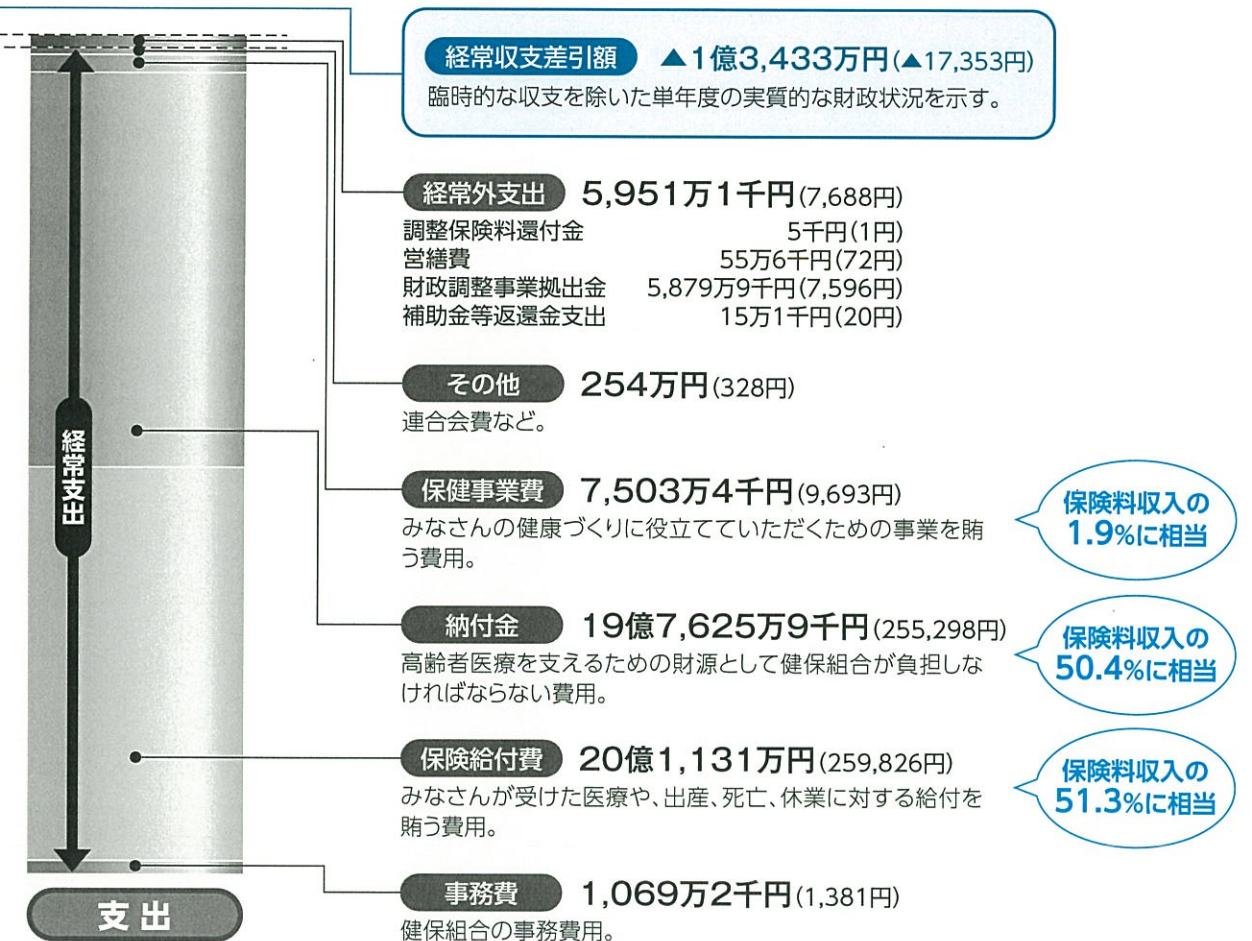 経常収支差引額 ▲1億3,433万円(▲17,353円)
臨時的な収支を除いた単年度の実質的な財政状況を示す。
経常外支出 5,951万1千円(7,688円)
調整保険料還付金 5千円(1円)
営繕費 55万6千円(72円)
財政調整事業拠出金 5,879万9千円(7,596円)
補助金等返還金支出 15万1千円(20円)
その他 254万円(328円)
連合会費など。
保健事業費 7,503万4千円(9,693円)
みなさんの健康づくりに役立てていただくための事業を賄
う費用。
保険料収入の
1.9%に相当
納付金 19億7,625万9千円(255,298円)
高齢者医療を支えるための財源として健保組合が負担しな
ければならない費用。
保険料収入の
50.4%に相当
保険給付費 20億1,131万円(259,826円)
みなさんが受けた医療や、出産、死亡、休業に対する給付を
賄う費用。
保険料収入の
51.3%に相当
事務費 1,069万2千円(1,381円)
健保組合の事務費用。
経常支出
支出